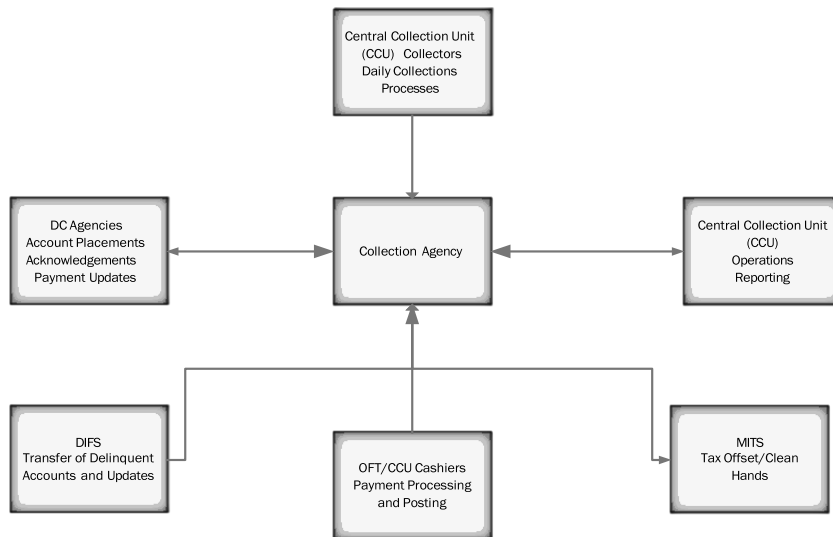 Central Collection Unit
(CCU) Collectors
Daily Collections
Processes
DC Agencies
Account Placements
Acknowledgements
Payment Updates
Collection Agency
Central Collection Unit
(CCU)
Operations
Reporting
DIFS
Transfer of Delinquent
Accounts and Updates
OFT/CCU Cashiers
Payment Processing
and Posting
MITS
Tax Offset/Clean
Hands